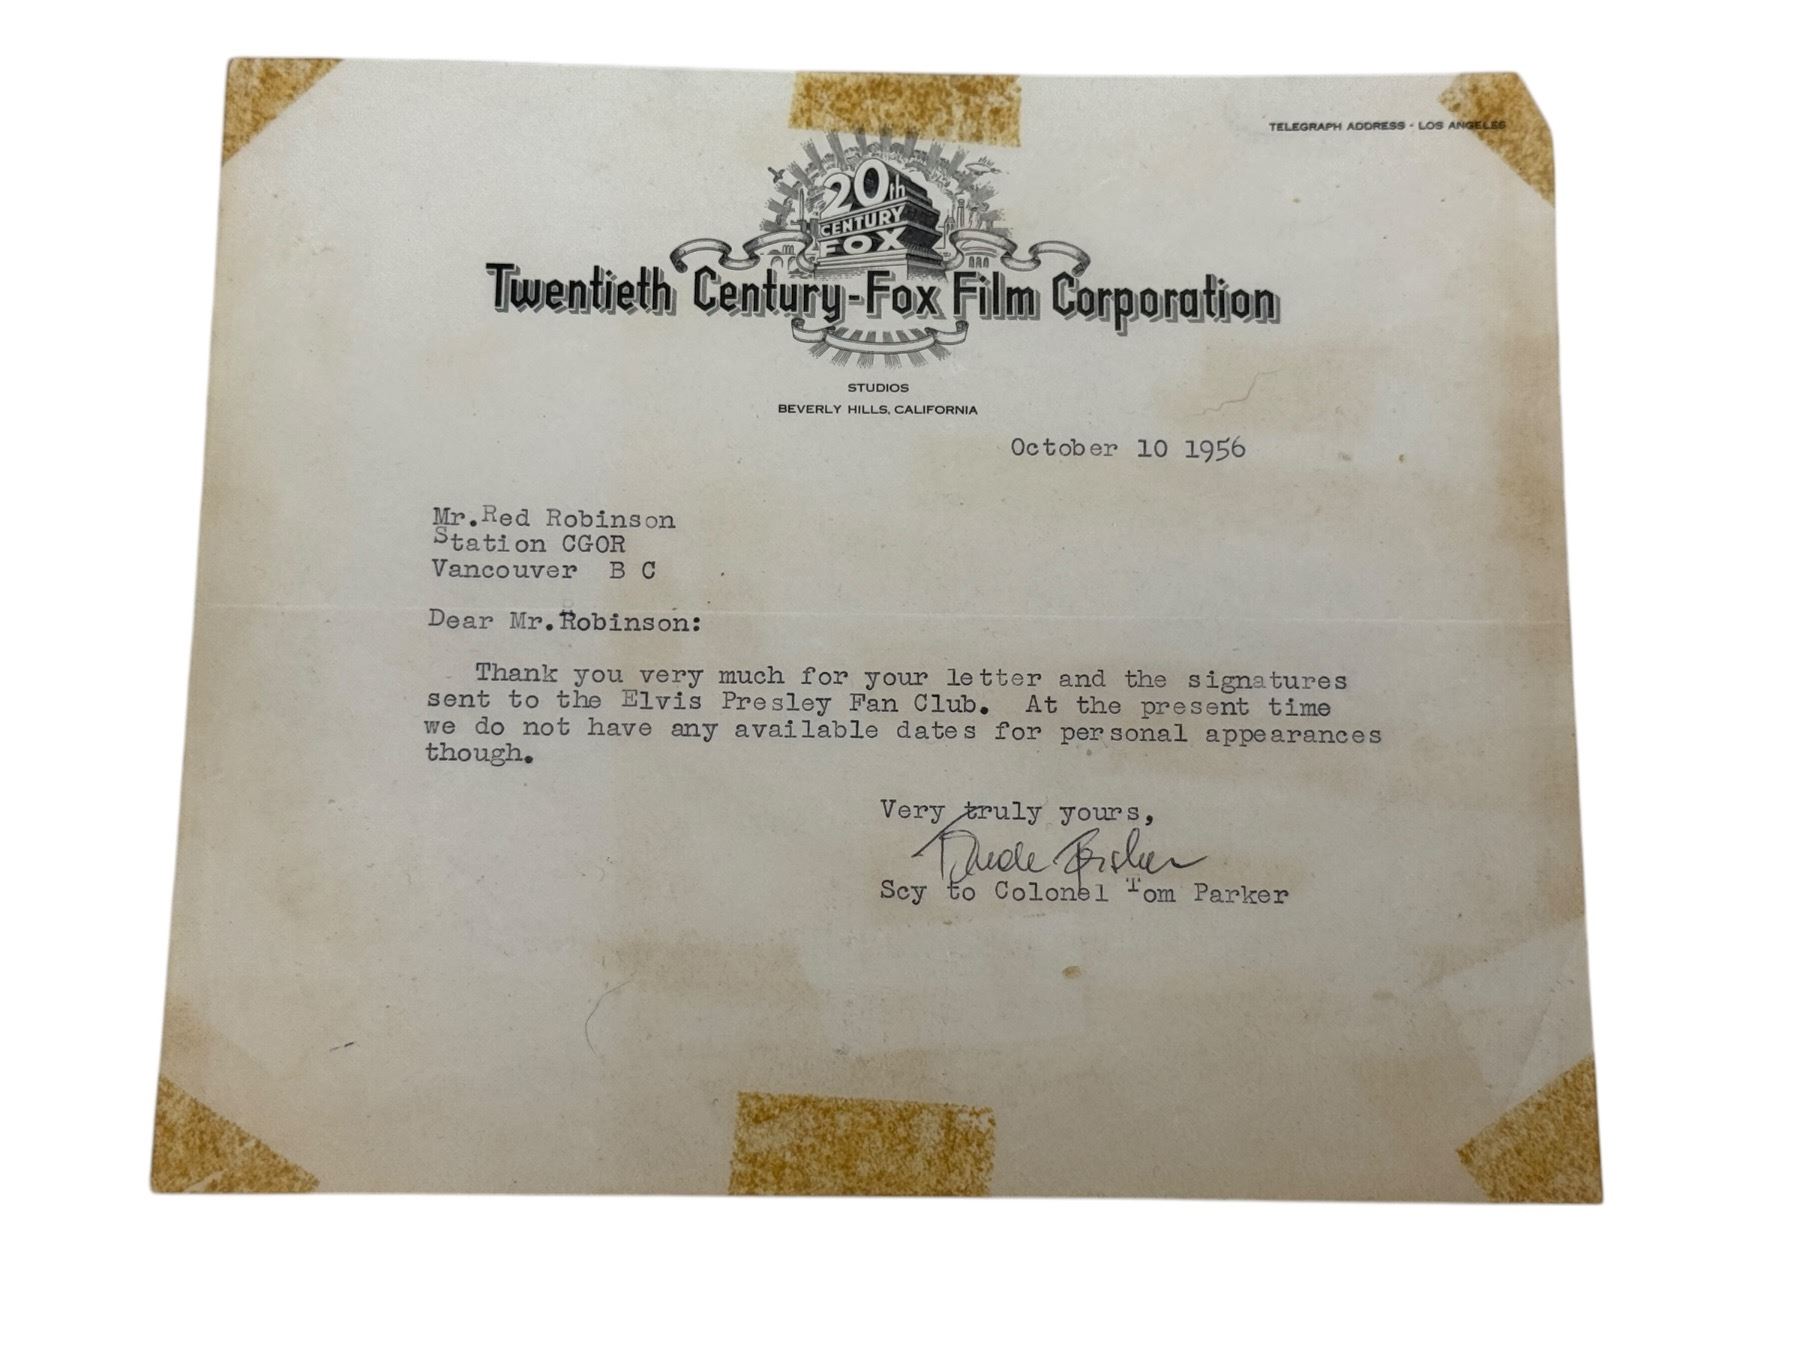 TELEGRAPH ADDRESS - LOS ANGELES
20th
CENTURY
FOX
Twentieth Century-Fox Film Corporation
STUDIOS
BEVERLY HILLS, CALIFORNIA
October 10 1956
Mr. Red Robinson
Station CGOR
Vancouver B C
Dear Mr. Robinson:
Thank you very much for your letter and the signatures
sent to the Elvis Presley Fan Club. At the present time
we do not have any available dates for personal appearances
though.
Very truly yours,
Scy to Colonel Tom Parker